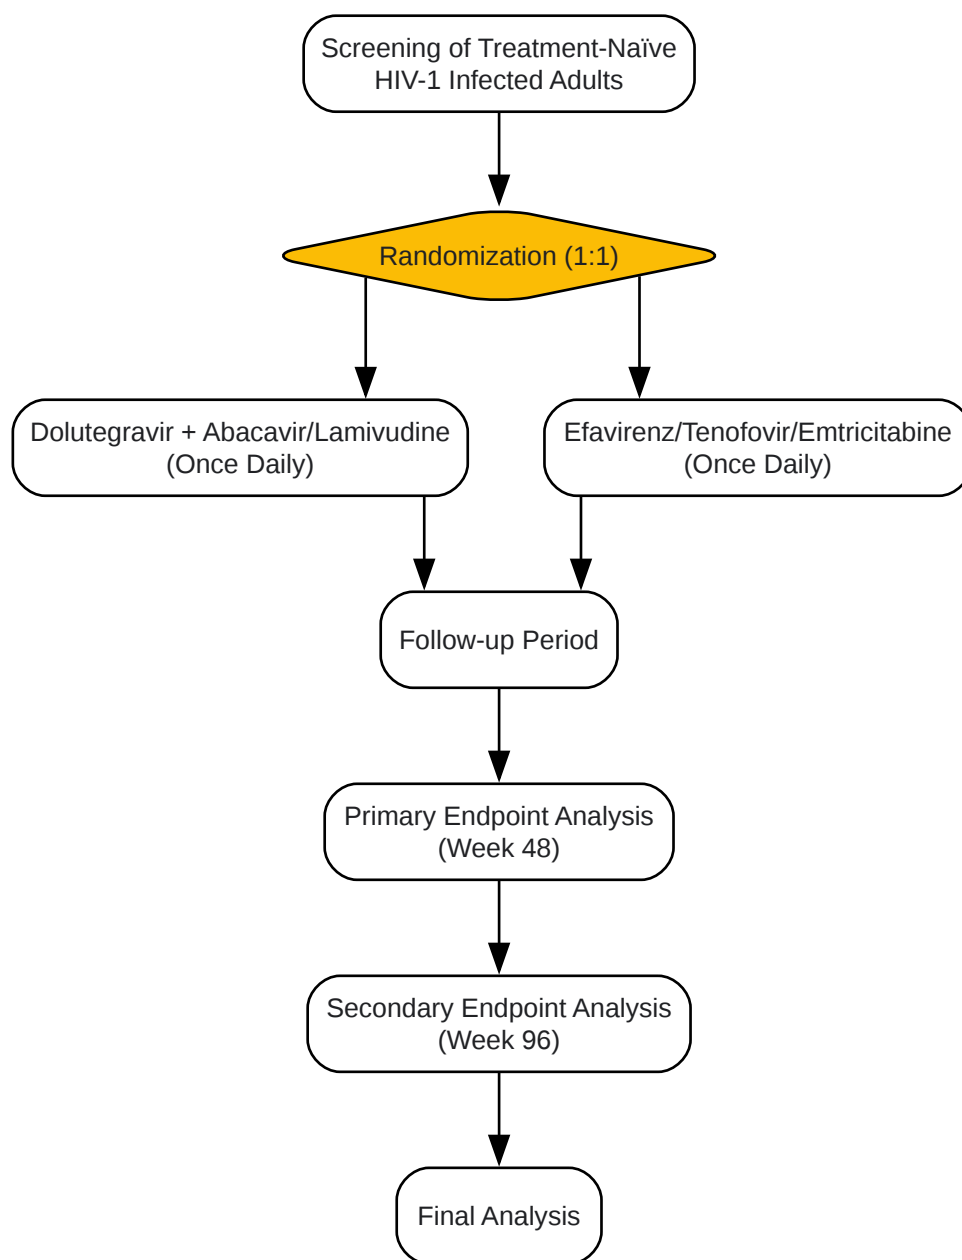 Screening of Treatment-Naïve
HIV-1 Infected Adults
Randomization (1:1)
Dolutegravir + Abacavir/Lamivudine
(Once Daily)
Efavirenz/Tenofovir/Emtricitabine
(Once Daily)
Follow-up Period
Primary Endpoint Analysis
(Week 48)
Secondary Endpoint Analysis
(Week 96)
Final Analysis